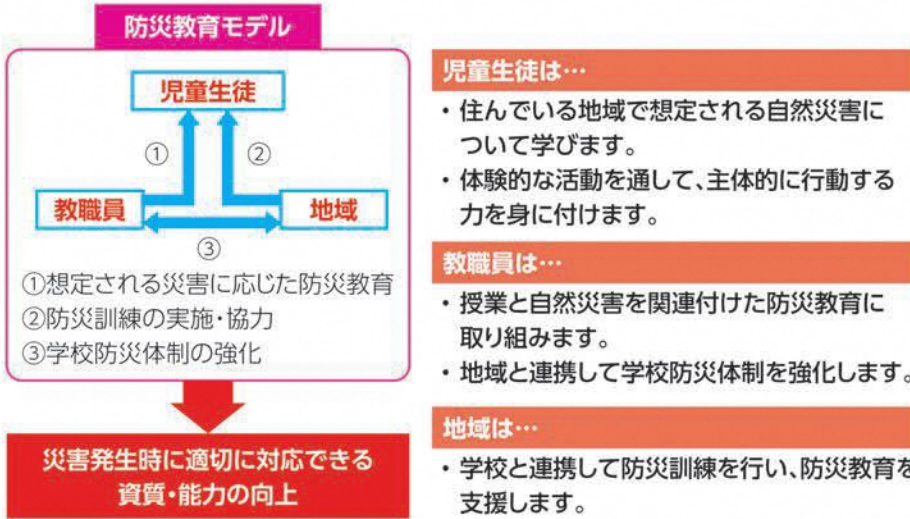 防災教育モデル
児童生徒
①
②
教職員
地域
③
①想定される災害に応じた防災教育
②防災訓練の実施・協力
③学校防災体制の強化
災害発生時に適切に対応できる
資質・能力の向上
児童生徒は…
・住んでいる地域で想定される自然災害に
ついて学びます。
・体験的な活動を通して、主体的に行動する
力を身に付けます。
教職員は…
・授業と自然災害を関連付けた防災教育に
取り組みます。
・地域と連携して学校防災体制を強化します。
地域は…
・学校と連携して防災訓練を行い、防災教育を
支援します。